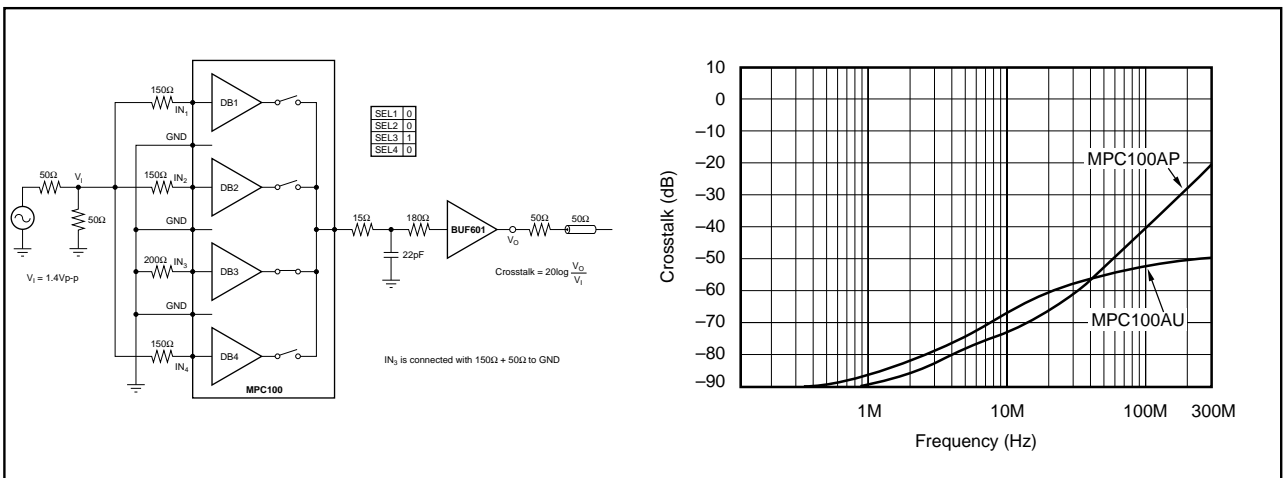 150Ω
IN1
DB1
GND
SEL1 0
SEL2 0
SEL3 1
SEL4 0
50Ω
VI
150Ω
IN2
DB2
50Ω
GND
15Ω
180Ω
BUF601
VO
50Ω
50Ω
22pF
Crosstalk = 20log VO
VI
VI = 1.4Vp-p
200Ω
IN3
DB3
GND
150Ω
IN4
DB4
MPC100
IN3 is connected with 150Ω + 50Ω to GND
10
0
–10
–20
–30
–40
–50
–60
–70
–80
–90
Crosstalk (dB)
MPC100AP
MPC100AU
1M
10M
100M
300M
Frequency (Hz)